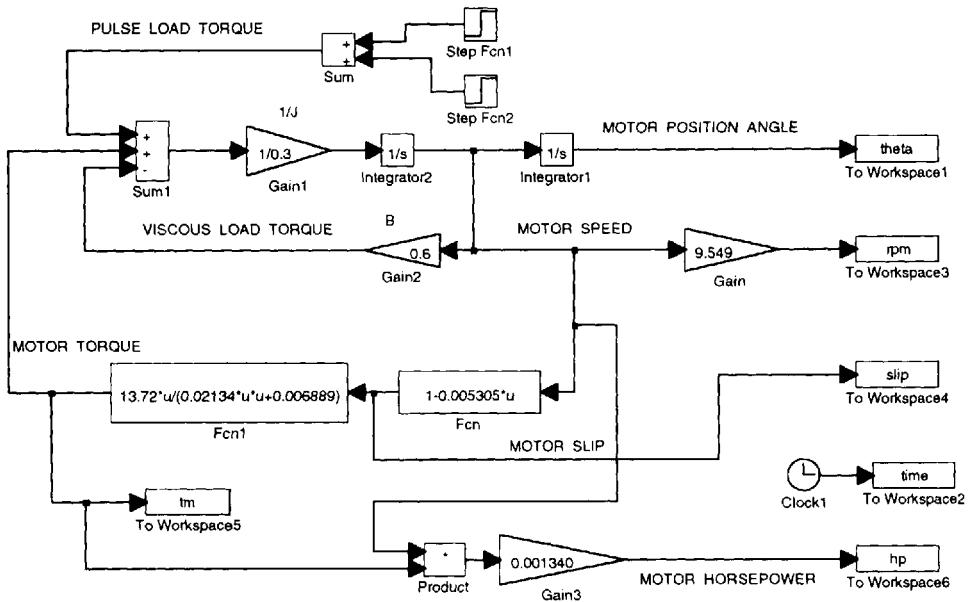 PULSE LOAD TORQUE
+
+
Sum
Step Fcn1
Step Fcn2
1/J
MOTOR POSITION ANGLE
+
+
-
Sum1
1/0.3
Gain1
1/s
Integrator2
1/s
Integrator1
theta
To Workspace1
B
VISCOUS LOAD TORQUE
0.6
Gain2
MOTOR SPEED
9.549
Gain
rpm
To Workspace3
MOTOR TORQUE
13.72*u/(0.02134*u*u+0.006889)
Fcn1
1-0.005305*u
Fcn
slip
To Workspace4
MOTOR SLIP
tm
To Workspace5
Clock1
time
To Workspace2
*
Product
0.001340
Gain3
MOTOR HORSEPOWER
hp
To Workspace6